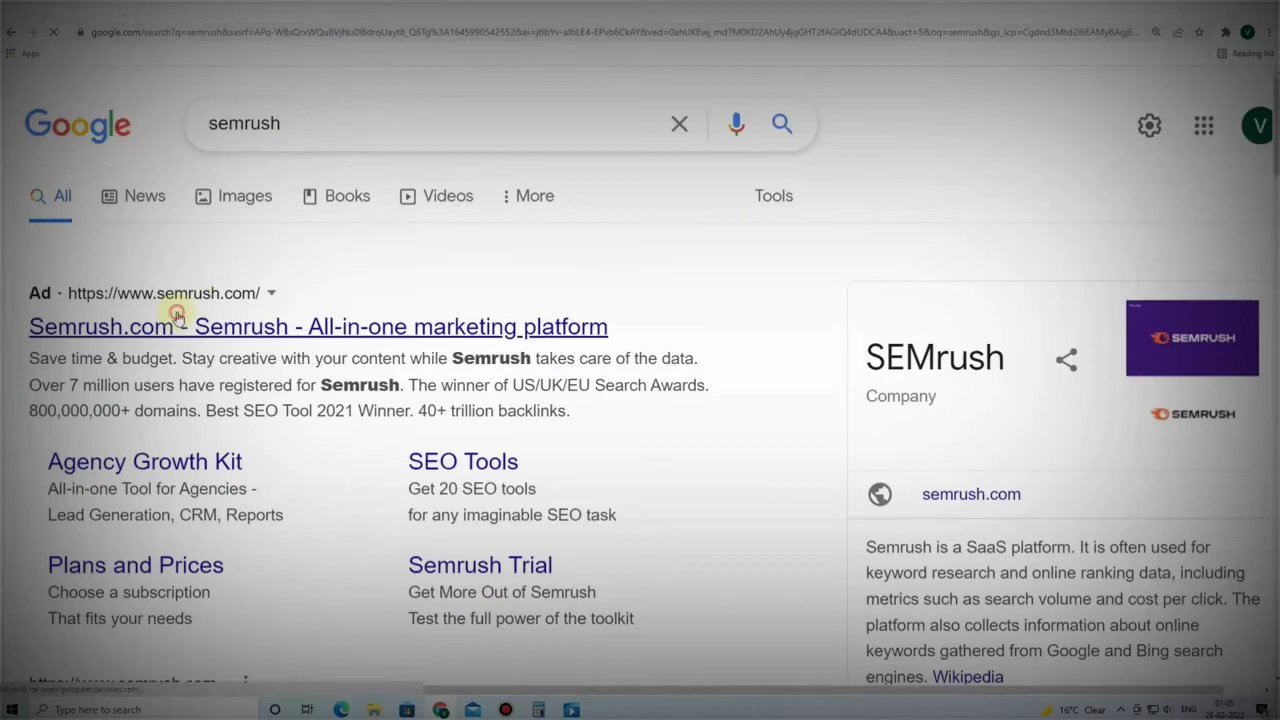 Apps
Reading list
Google
semrush
V
All
News
Images
Books
Videos
More
Tools
Ad · https://www.semrush.com/
Semrush.com - Semrush - All-in-one marketing platform
Save time & budget. Stay creative with your content while Semrush takes care of the data.
Over 7 million users have registered for Semrush. The winner of US/UK/EU Search Awards.
800,000,000+ domains. Best SEO Tool 2021 Winner. 40+ trillion backlinks.
Agency Growth Kit
All-in-one Tool for Agencies -
Lead Generation, CRM, Reports
SEO Tools
Get 20 SEO tools
for any imaginable SEO task
Plans and Prices
Choose a subscription
That fits your needs
Semrush Trial
Get More Out of Semrush
Test the full power of the toolkit
SEMrush
Company
SEMRUSH
SEMRUSH
semrush.com
Semrush is a SaaS platform. It is often used for
keyword research and online ranking data, including
metrics such as search volume and cost per click. The
platform also collects information about online
keywords gathered from Google and Bing search
engines. Wikipedia
Type here to search
16°C Clear
ENG
01:05
28-02-2022